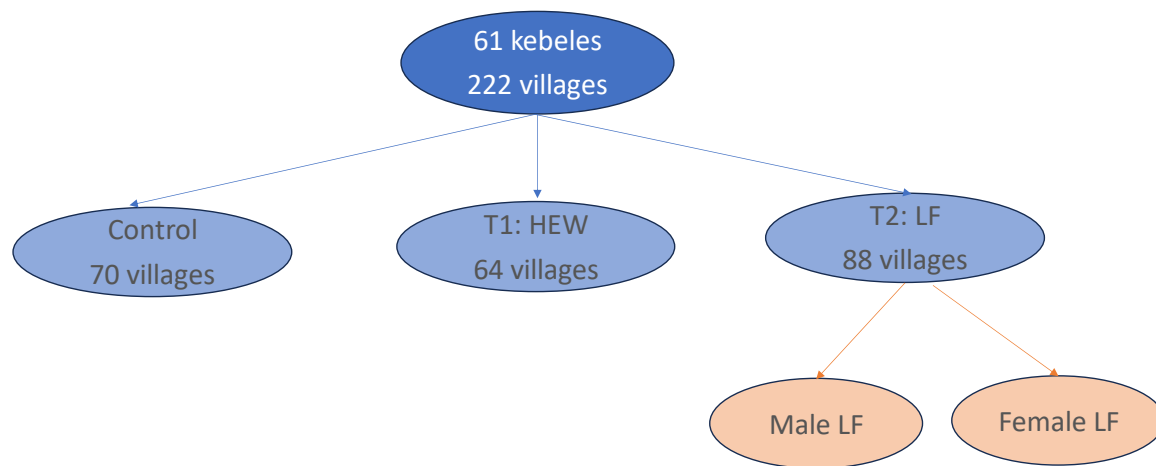 61 kebeles
222 villages
Control
70 villages
T1: HEW
64 villages
T2: LF
88 villages
Male LF
Female LF